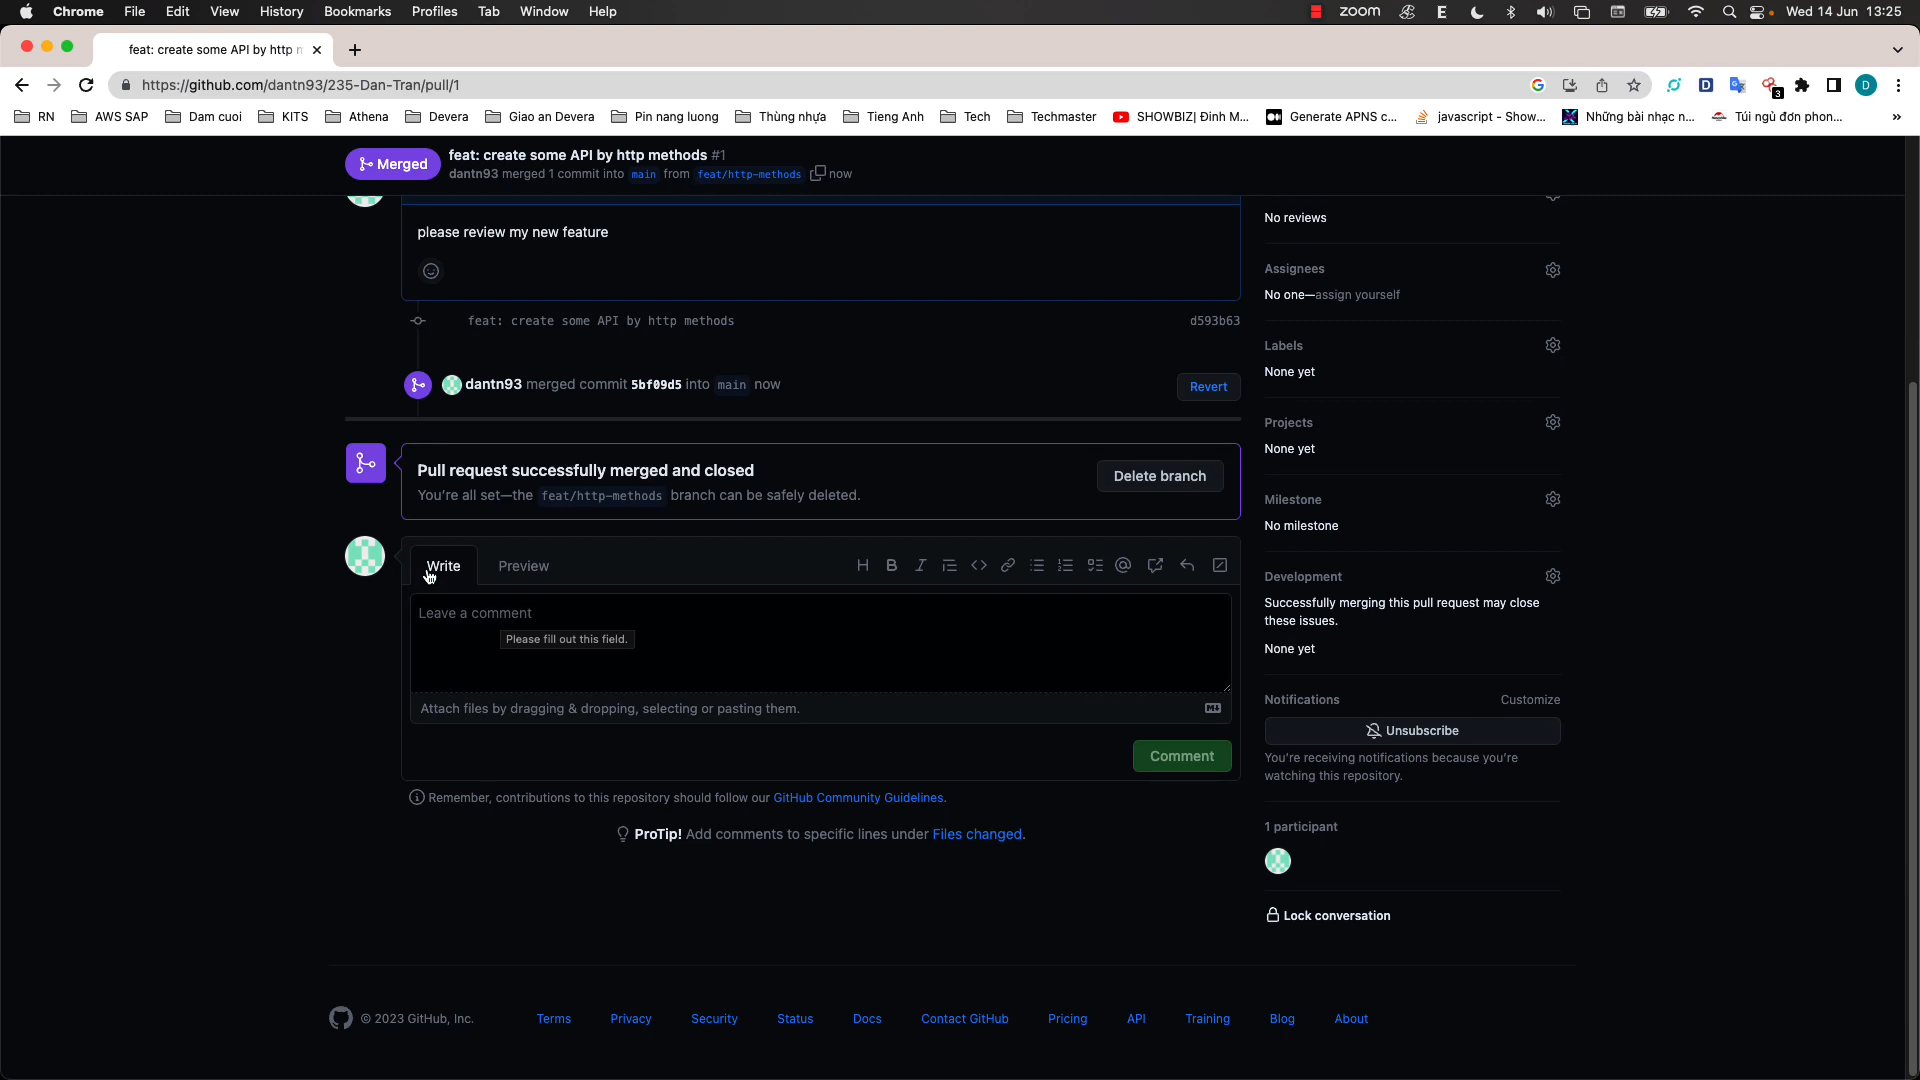 Chrome File Edit View History Bookmarks Profiles Tab Window Help zoom E Wed 14 Jun 13:25
feat: create some API by http m
https://github.com/dantn93/235-Dan-Tran/pull/1
D
3
D
RN AWS SAP Dam cuoi KITS Athena Devera Giao an Devera Pin nang luong Thùng nhựa Tieng Anh Tech Techmaster SHOWBIZ| Đinh M... Generate APNS c... javascript - Show... Những bài nhạc n... Túi ngủ đơn phon... »
Merged
feat: create some API by http methods #1
dantn93 merged 1 commit into main from feat/http-methods now
please review my new feature
feat: create some API by http methods d593b63
dantn93 merged commit 5bf09d5 into main now
Revert
Pull request successfully merged and closed
You're all set—the feat/http-methods branch can be safely deleted.
Delete branch
Write Preview
H B I @
Leave a comment
Please fill out this field.
Attach files by dragging & dropping, selecting or pasting them.
Comment
Remember, contributions to this repository should follow our GitHub Community Guidelines.
ProTip! Add comments to specific lines under Files changed.
No reviews
Assignees
No one—assign yourself
Labels
None yet
Projects
None yet
Milestone
No milestone
Development
Successfully merging this pull request may close
these issues.
None yet
Notifications Customize
Unsubscribe
You're receiving notifications because you're
watching this repository.
1 participant
Lock conversation
© 2023 GitHub, Inc. Terms Privacy Security Status Docs Contact GitHub Pricing API Training Blog About